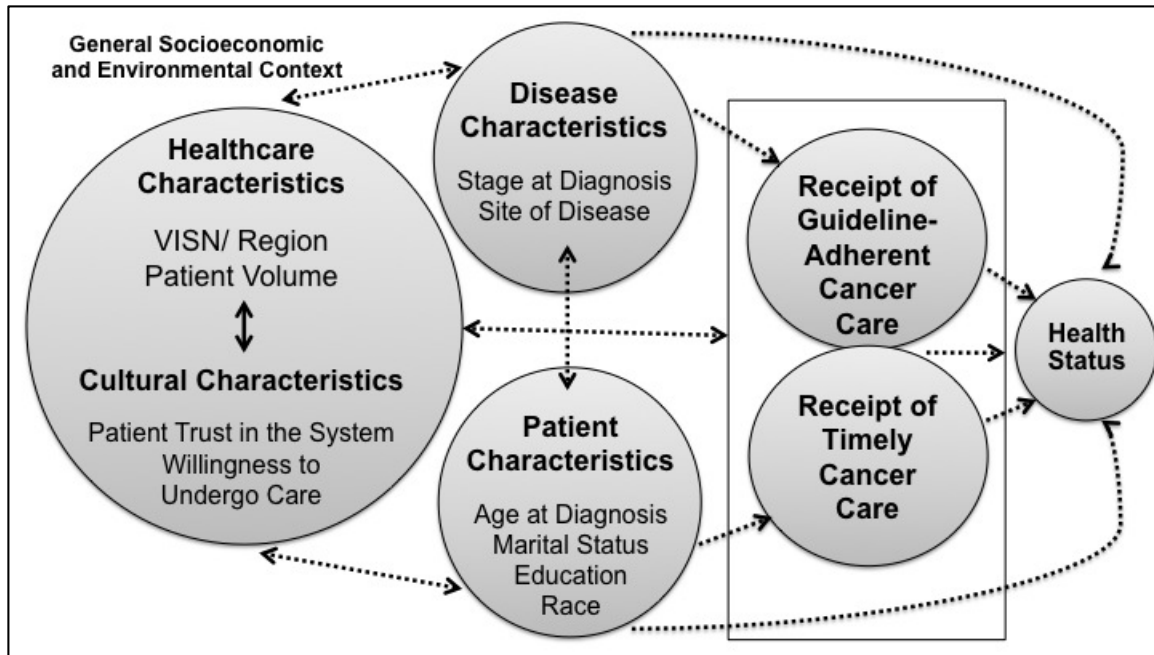 General Socioeconomic
and Environmental Context
Healthcare
Characteristics
VISN/ Region
Patient Volume
Cultural Characteristics
Patient Trust in the System
Willingness to
Undergo Care
Disease
Characteristics
Stage at Diagnosis
Site of Disease
Patient
Characteristics
Age at Diagnosis
Marital Status
Education
Race
Receipt of
Guideline-
Adherent
Cancer
Care
Receipt of
Timely
Cancer
Care
Health
Status